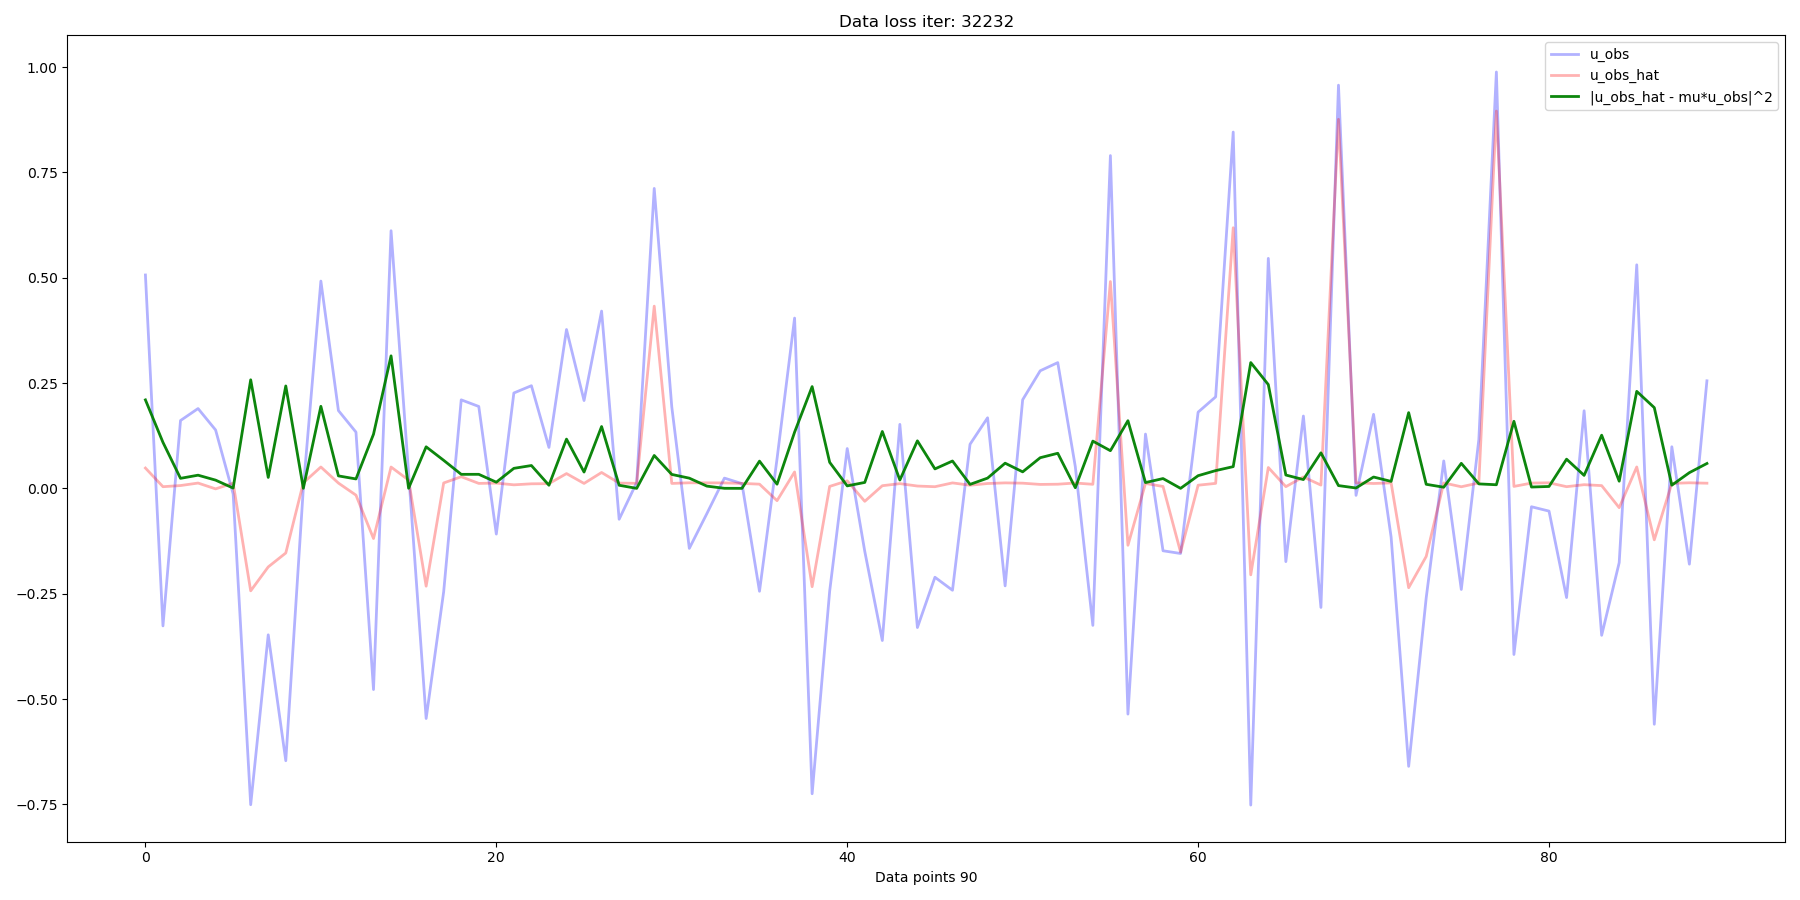 Data loss iter: 32232
u_obs
u_obs_hat
|u_obs_hat - mu*u_obs|^2
1.00
0.75
0.50
0.25
0.00
−0.25
−0.50
−0.75
0 20 40 60 80
Data points 90